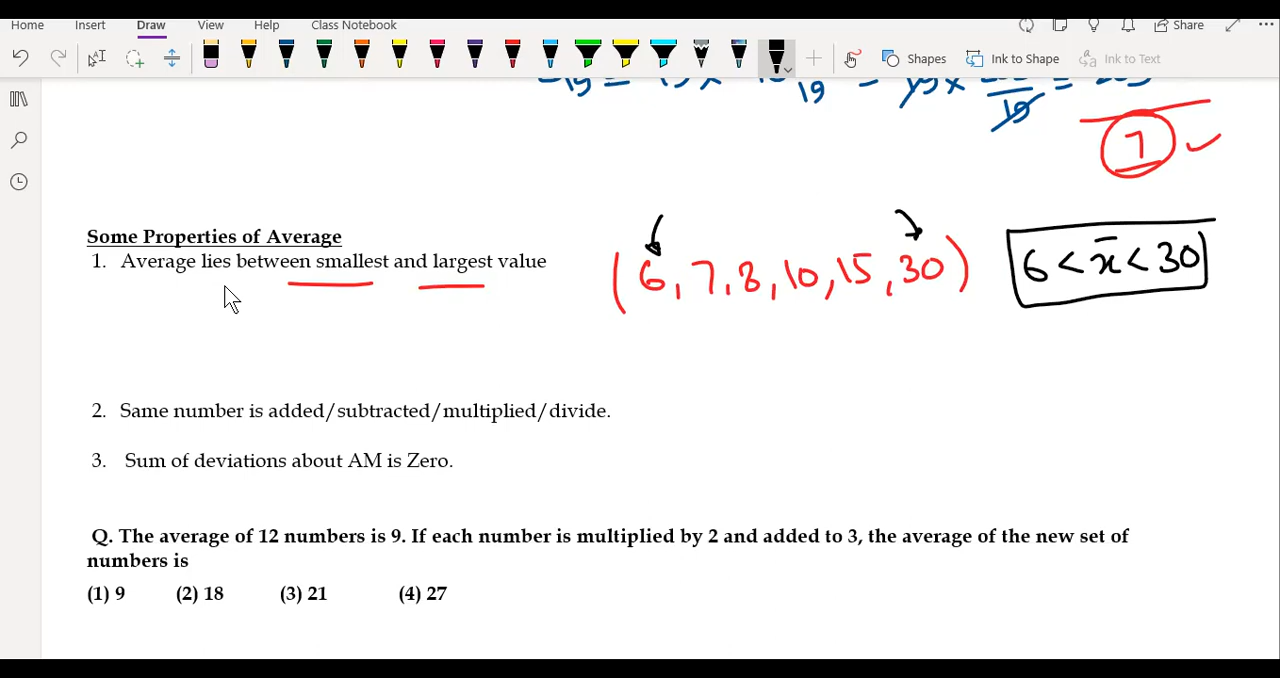 Home Insert Draw View Help Class Notebook Share
Shapes Ink to Shape Ink to Text
7
Some Properties of Average
1. Average lies between smallest and largest value
(6, 7, 8, 10, 15, 30) 6 < x̄ < 30
2. Same number is added/subtracted/multiplied/divide.
3. Sum of deviations about AM is Zero.
Q. The average of 12 numbers is 9. If each number is multiplied by 2 and added to 3, the average of the new set of
numbers is
(1) 9 (2) 18 (3) 21 (4) 27